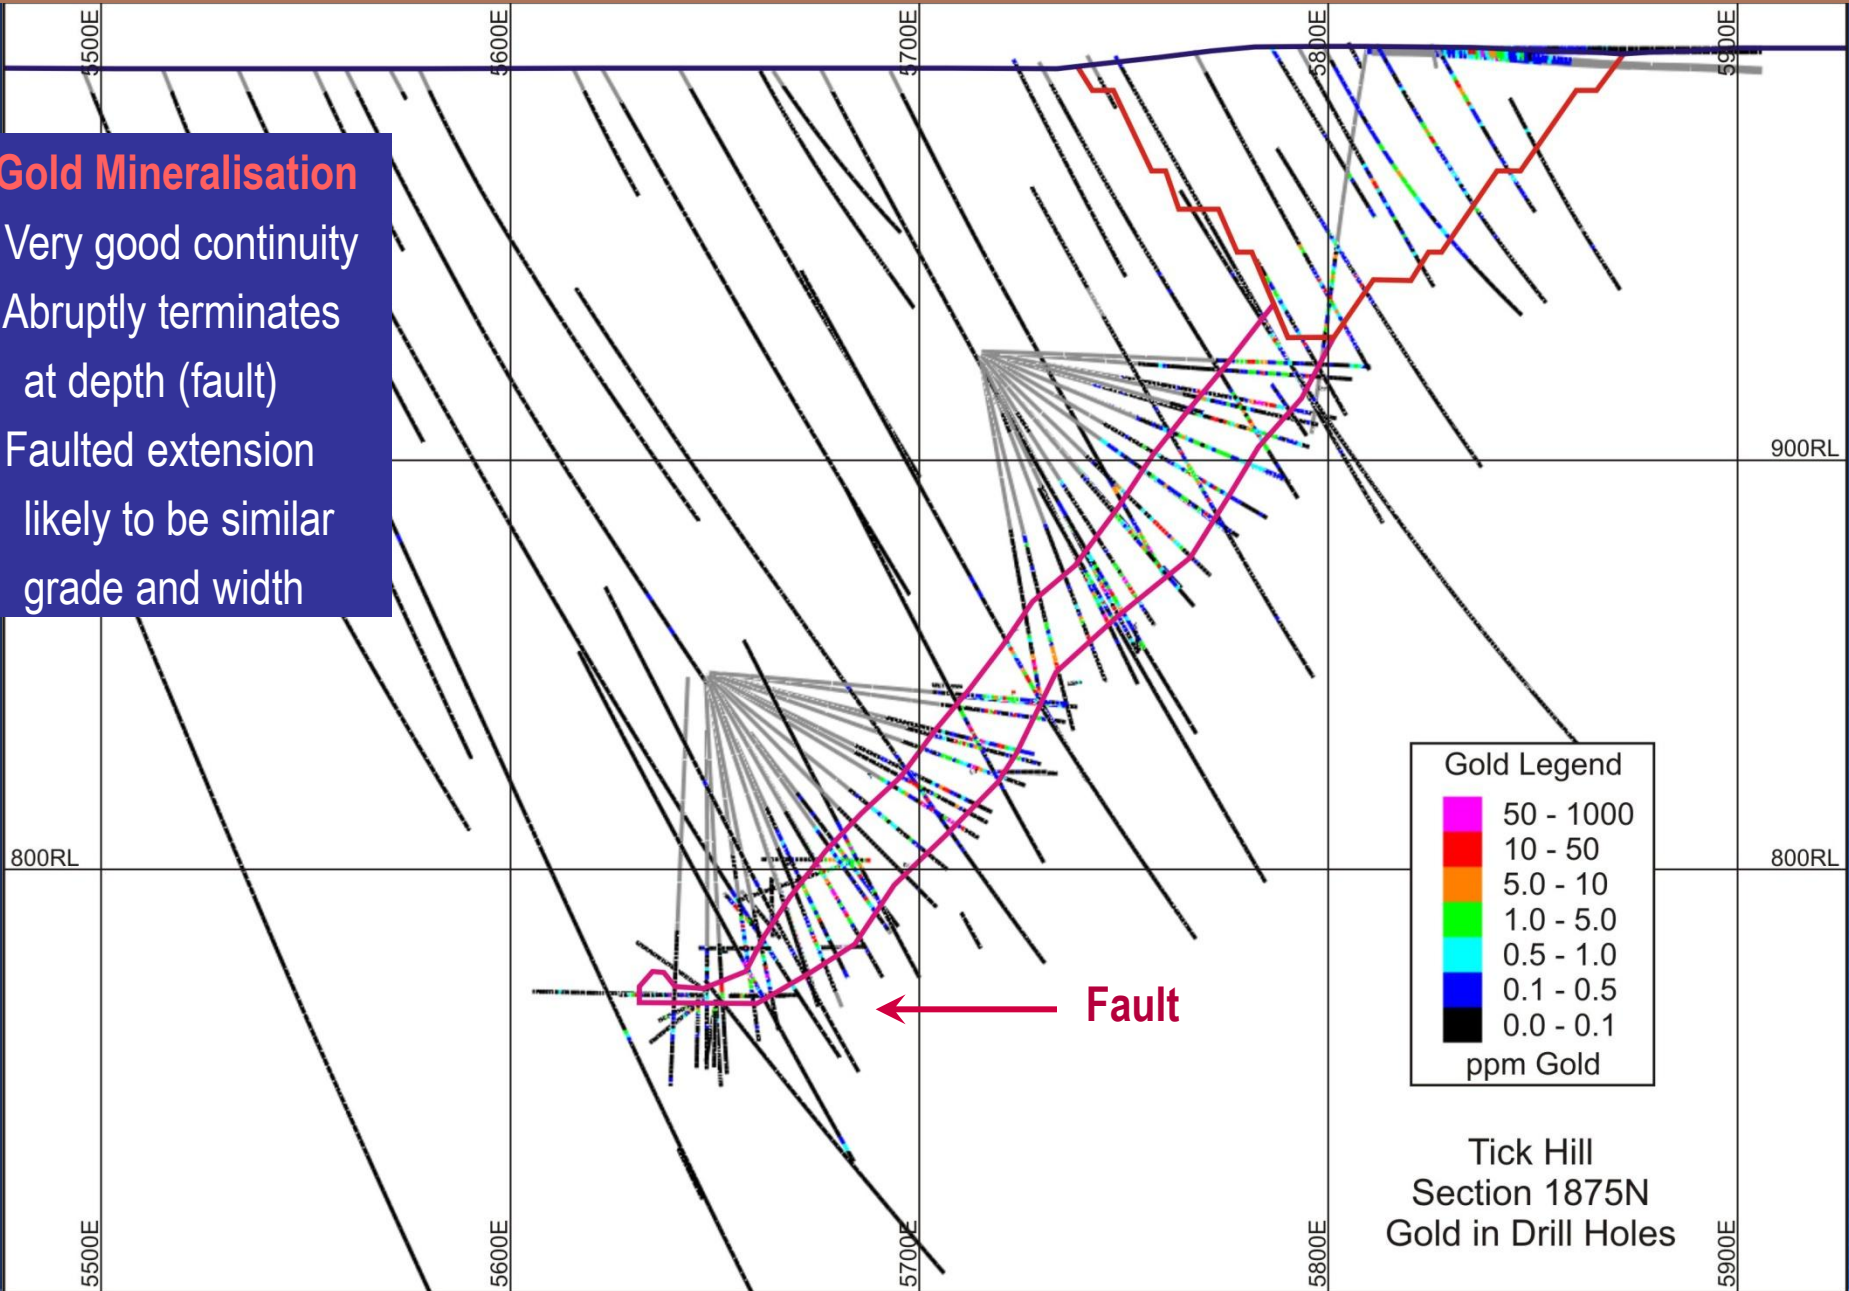 5500E
5600E
5700E
5800E
5900E
Gold Mineralisation
Very good continuity
Abruptly terminates
at depth (fault)
Faulted extension
likely to be similar
grade and width
900RL
800RL
800RL
Fault
Gold Legend
50 - 1000
10 - 50
5.0 - 10
1.0 - 5.0
0.5 - 1.0
0.1 - 0.5
0.0 - 0.1
ppm Gold
Tick Hill
Section 1875N
Gold in Drill Holes
5500E
5600E
5700E
5800E
5900E